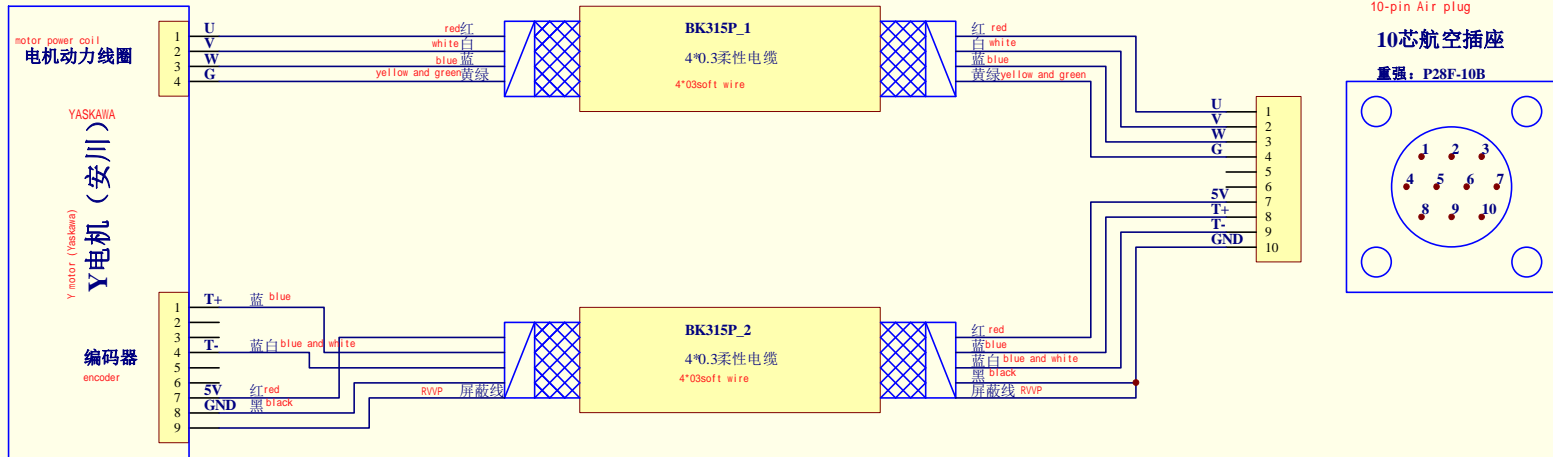 motor power coil
电机动力线圈
1
2
3
4
U
V
W
G
red红
white白
blue蓝
yellow and green黄绿
BK315P_1
4*0.3柔性电缆
4*03soft wire
红 red
白 white
蓝 blue
黄绿 yellow and green
YASKAWA
Y电机（安川）
Y motor (Yaskawa)
U
V
W
G
5V
T+
T-
GND
1
2
3
4
5
6
7
8
9
10
10-pin Air plug
10芯航空插座
重强：P28F-10B
1 2 3
4 5 6 7
8 9 10
编码器
encoder
1
2
3
4
5
6
7
8
9
T+ 蓝 blue
T- 蓝白 blue and white
5V 红 red
GND 黑 black
RVVP 屏蔽线
BK315P_2
4*0.3柔性电缆
4*03soft wire
红 red
蓝 blue
蓝白 blue and white
黑 black
屏蔽线 RVVP